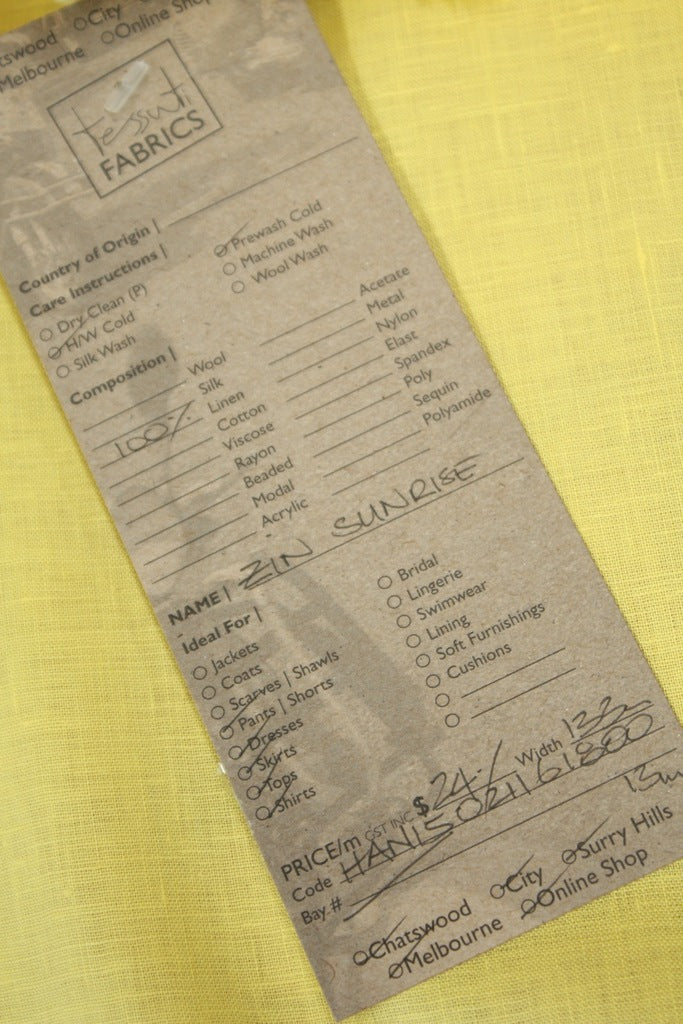 tswood ○City
Melbourne ○Online Shop
tessuti
FABRICS
Country of Origin |
Care Instructions |
○ Dry Clean (P)
○ H/W Cold
○ Silk Wash
○ Prewash Cold
○ Machine Wash
○ Wool Wash
Composition |
Wool
Silk
100% Linen
Cotton
Viscose
Rayon
Beaded
Modal
Acrylic
Acetate
Metal
Nylon
Elast
Spandex
Poly
Sequin
Polyamide
NAME | ZIN SUNRISE
Ideal For |
○ Jackets
○ Coats
○ Scarves | Shawls
○ Pants | Shorts
○ Dresses
○ Skirts
○ Tops
○ Shirts
○ Bridal
○ Lingerie
○ Swimwear
○ Lining
○ Soft Furnishings
○ Cushions
○
○
PRICE/m GST INC $24.- Width
Code
Bay #
13m
○Chatswood ○City ○Surry Hills
○Melbourne ○Online Shop